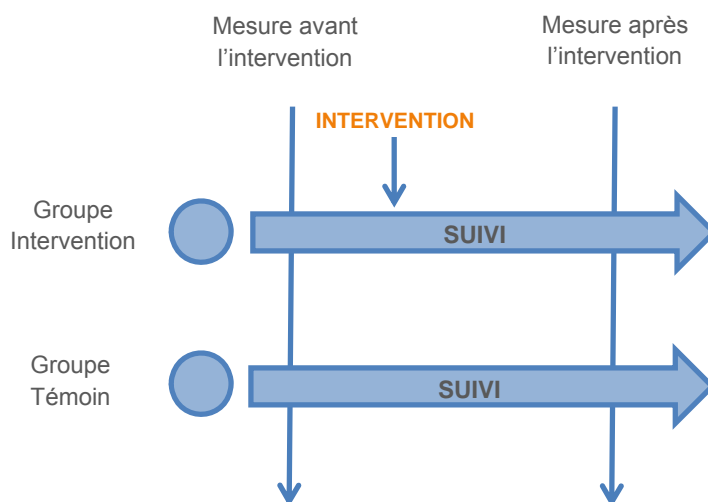 Mesure avant
l’intervention
Mesure après
l’intervention
INTERVENTION
Groupe
Intervention
SUIVI
Groupe
Témoin
SUIVI